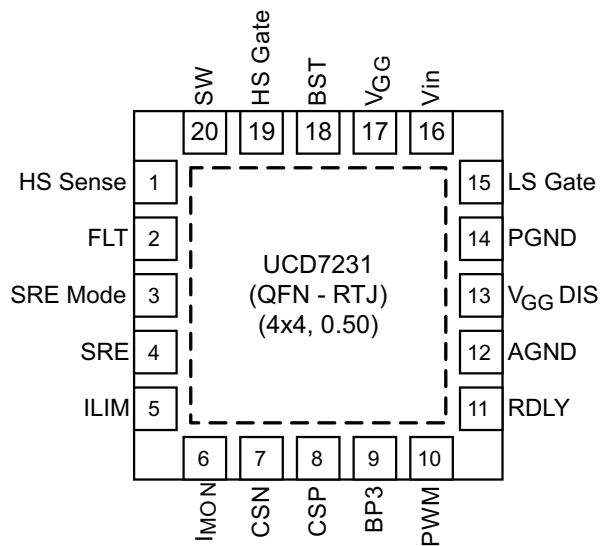 SW
HS Gate
BST
VGG
Vin
20
19
18
17
16
HS Sense 1
FLT 2
SRE Mode 3
SRE 4
ILIM 5
UCD7231
(QFN - RTJ)
(4x4, 0.50)
15 LS Gate
14 PGND
13 VGG DIS
12 AGND
11 RDLY
6
7
8
9
10
IMON
CSN
CSP
BP3
PWM